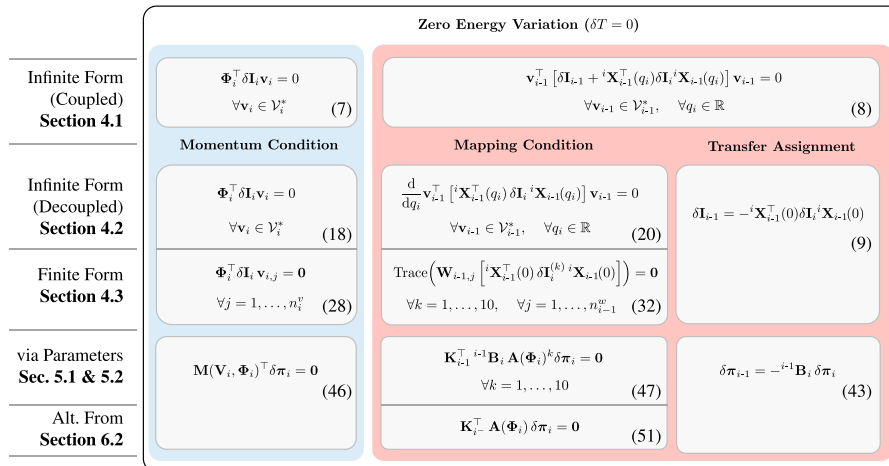 Zero Energy Variation (δT = 0)
Infinite Form
(Coupled)
Section 4.1
Φ_i^⊤ δI_i v_i = 0
∀v_i ∈ V_i^*
(7)
v_{i-1}^⊤ [δI_{i-1} + ^iX_{i-1}^⊤(q_i) δI_i ^iX_{i-1}(q_i)] v_{i-1} = 0
∀v_{i-1} ∈ V_{i-1}^*, ∀q_i ∈ ℝ
(8)
Momentum Condition
Mapping Condition
Transfer Assignment
Infinite Form
(Decoupled)
Section 4.2
Φ_i^⊤ δI_i v_i = 0
∀v_i ∈ V_i^*
(18)
d/dq_i v_{i-1}^⊤ [^iX_{i-1}^⊤(q_i) δI_i ^iX_{i-1}(q_i)] v_{i-1} = 0
∀v_{i-1} ∈ V_{i-1}^*, ∀q_i ∈ ℝ
(20)
δI_{i-1} = −^iX_{i-1}^⊤(0) δI_i ^iX_{i-1}(0)
(9)
Finite Form
Section 4.3
Φ_i^⊤ δI_i v_{i,j} = 0
∀j = 1, . . . , n_i^v
(28)
Trace(W_{i-1,j} [^iX_{i-1}^⊤(0) δI_i^{(k)} ^iX_{i-1}(0)]) = 0
∀k = 1, . . . , 10, ∀j = 1, . . . , n_{i−1}^w
(32)
via Parameters
Sec. 5.1 & 5.2
M(V_i, Φ_i)^⊤ δπ_i = 0
(46)
K_{i-1}^⊤ ^{i-1}B_i A(Φ_i)^k δπ_i = 0
∀k = 1, . . . , 10
(47)
δπ_{i-1} = −^{i-1}B_i δπ_i
(43)
Alt. From
Section 6.2
K_{i^-}^⊤ A(Φ_i) δπ_i = 0
(51)